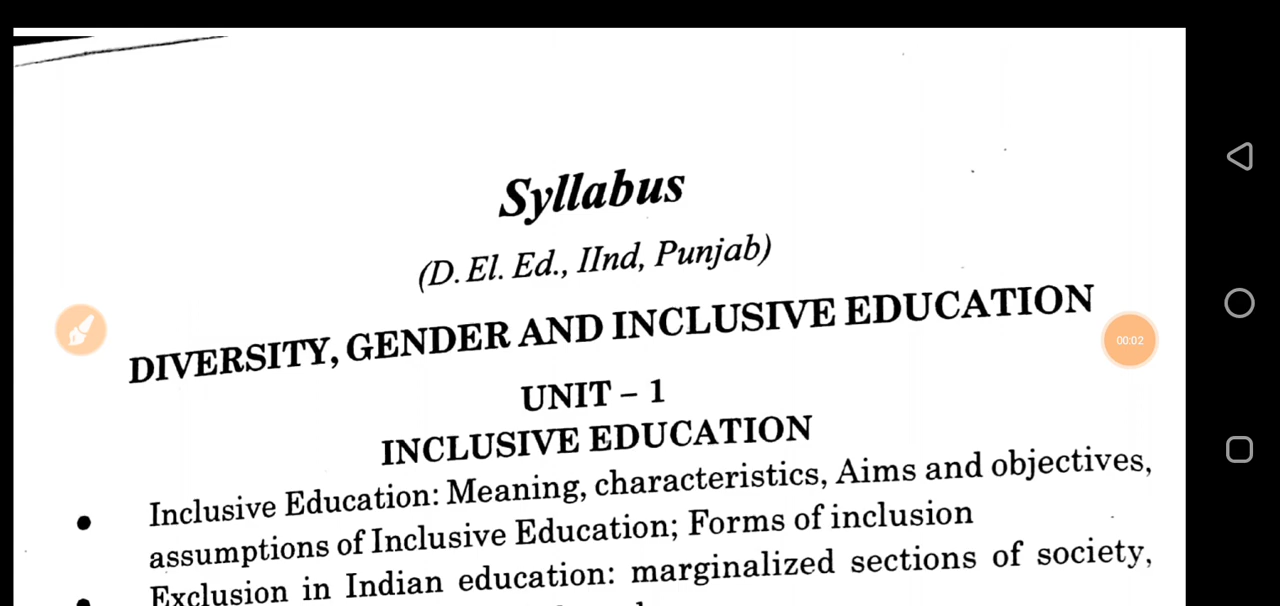 Syllabus
(D. El. Ed., IInd, Punjab)
DIVERSITY, GENDER AND INCLUSIVE EDUCATION
00:02
UNIT – 1
INCLUSIVE EDUCATION
• Inclusive Education: Meaning, characteristics, Aims and objectives,
assumptions of Inclusive Education; Forms of inclusion
• Exclusion in Indian education: marginalized sections of society,